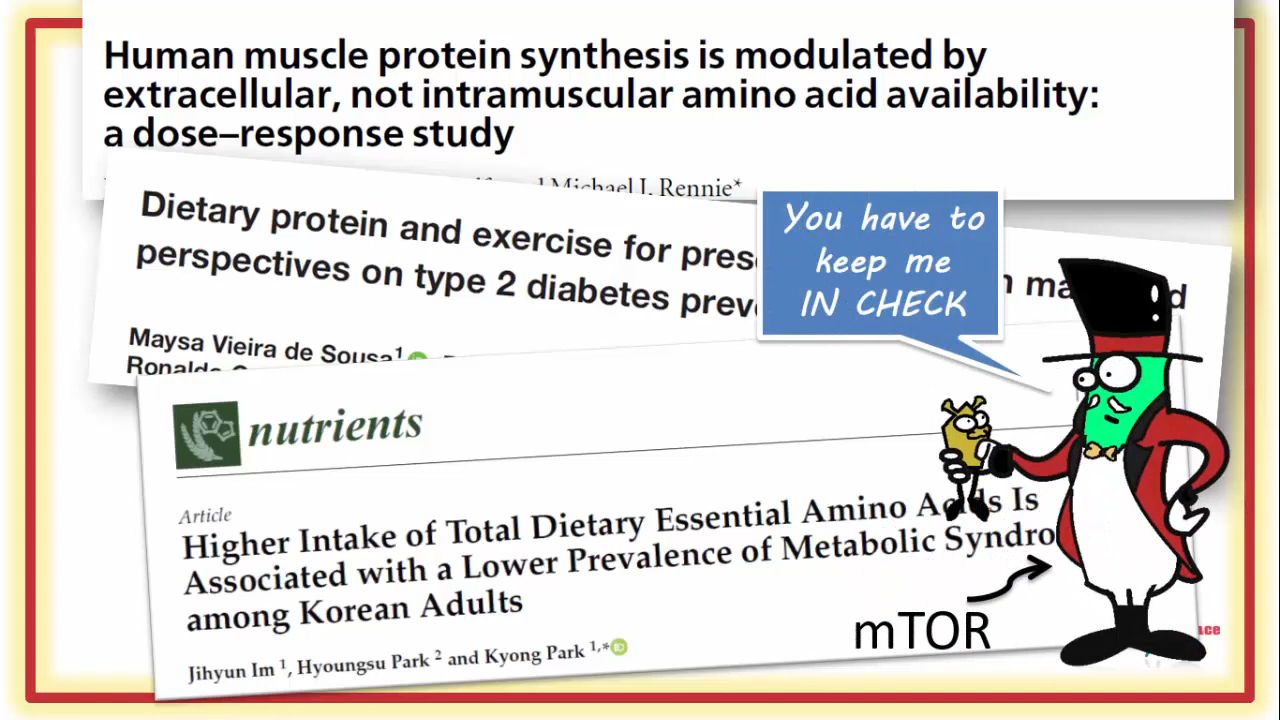 Human muscle protein synthesis is modulated by
extracellular, not intramuscular amino acid availability:
a dose–response study
Michael J. Rennie*
Dietary protein and exercise for
perspectives on type 2 diabetes
Maysa Vieira de Sousa1
You have to
keep me
IN CHECK
nutrients
Article
Higher Intake of Total Dietary Essential Amino Acids Is
Associated with a Lower Prevalence of Metabolic Syndro
among Korean Adults
Jihyun Im 1, Hyoungsu Park 2 and Kyong Park 1,*
mTOR